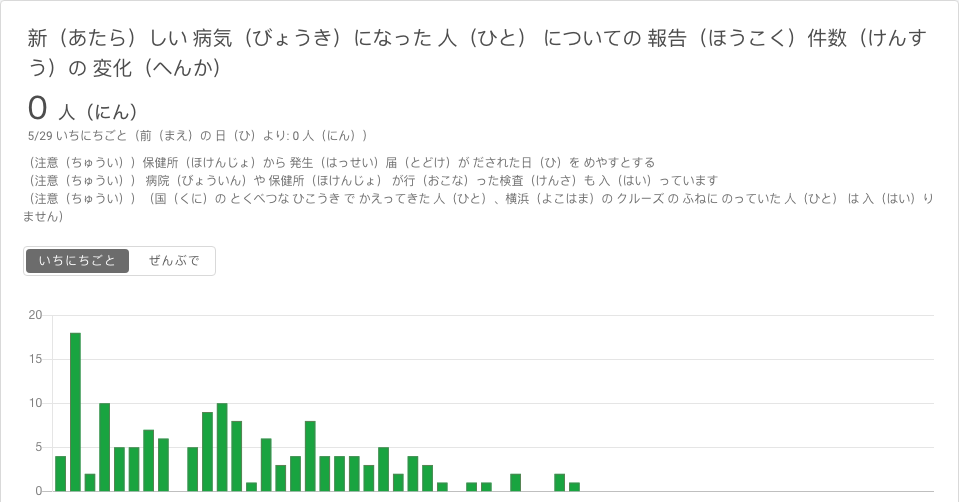 新（あたら）しい 病気（びょうき）になった 人（ひと） についての 報告（ほうこく）件数（けんす
う）の 変化（へんか）
0 人（にん）
5/29 いちにちごと（前（まえ）の 日（ひ）より: 0 人（にん））
（注意（ちゅうい））保健所（ほけんじょ）から 発生（はっせい）届（とどけ）が だされた日（ひ）を めやすとする
（注意（ちゅうい）） 病院（びょういん）や 保健所（ほけんじょ） が行（おこな）った検査（けんさ）も 入（はい）っています
（注意（ちゅうい））（国（くに）の とくべつな ひこうき で かえってきた 人（ひと）、横浜（よこはま）の クルーズ の ふねに のっていた 人（ひと） は 入（はい）り
ません）
いちにちごと ぜんぶで
20
15
10
5
0